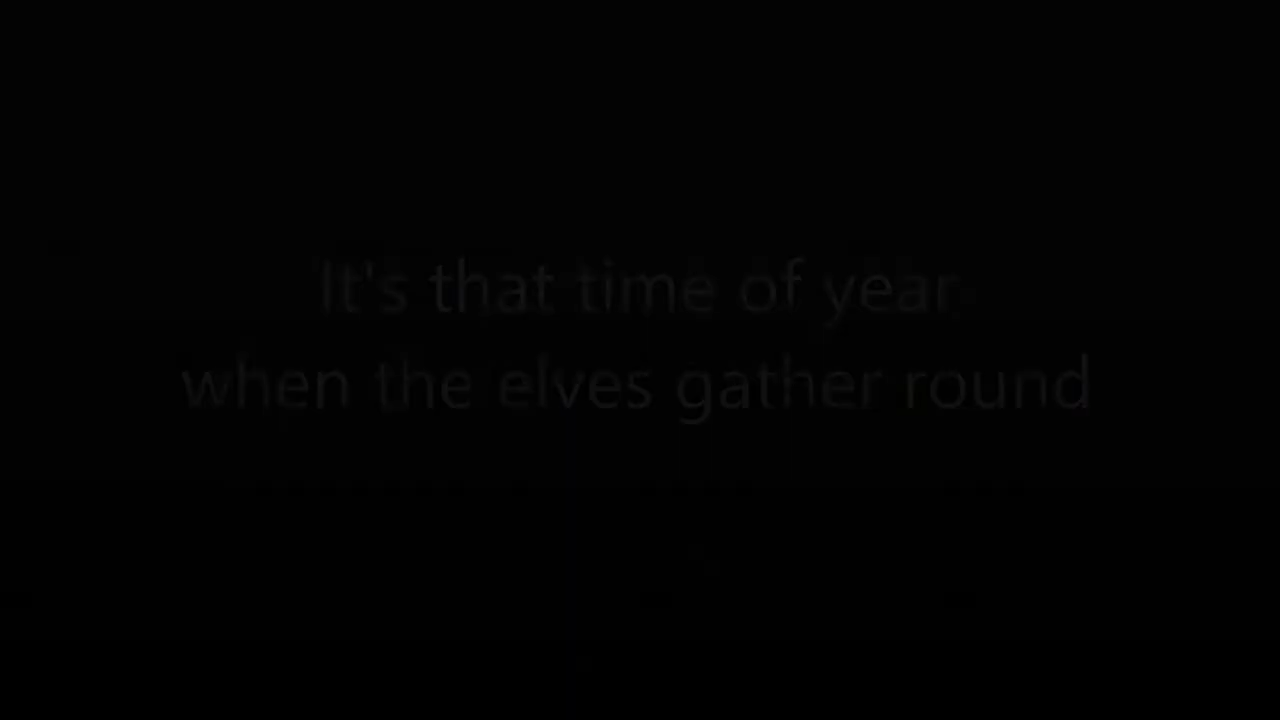 It's that time of year
when the elves gather round